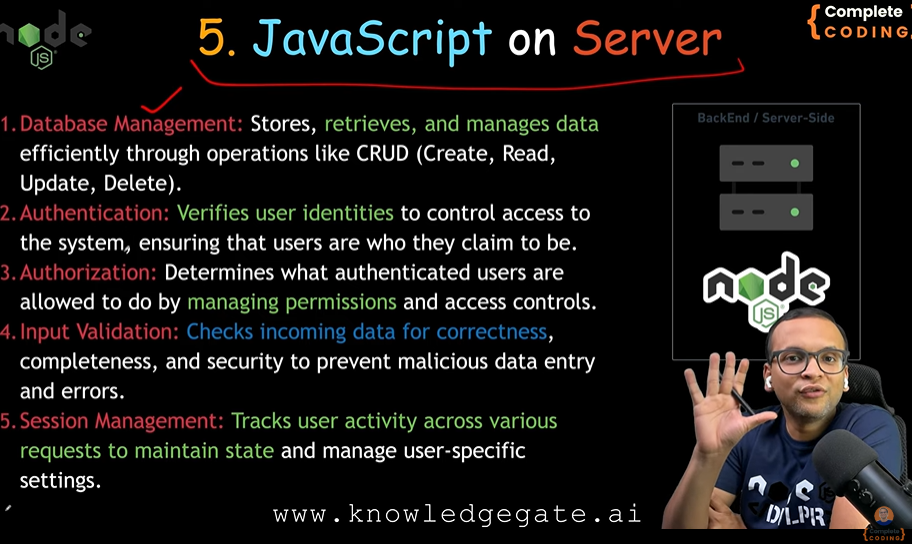 node
JS
5. JavaScript on Server
Complete
CODING
1. Database Management: Stores, retrieves, and manages data
efficiently through operations like CRUD (Create, Read,
Update, Delete).
2. Authentication: Verifies user identities to control access to
the system, ensuring that users are who they claim to be.
3. Authorization: Determines what authenticated users are
allowed to do by managing permissions and access controls.
4. Input Validation: Checks incoming data for correctness,
completeness, and security to prevent malicious data entry
and errors.
5. Session Management: Tracks user activity across various
requests to maintain state and manage user-specific
settings.
BackEnd / Server-Side
node
JS
www.knowledgegate.ai
Complete
CODING